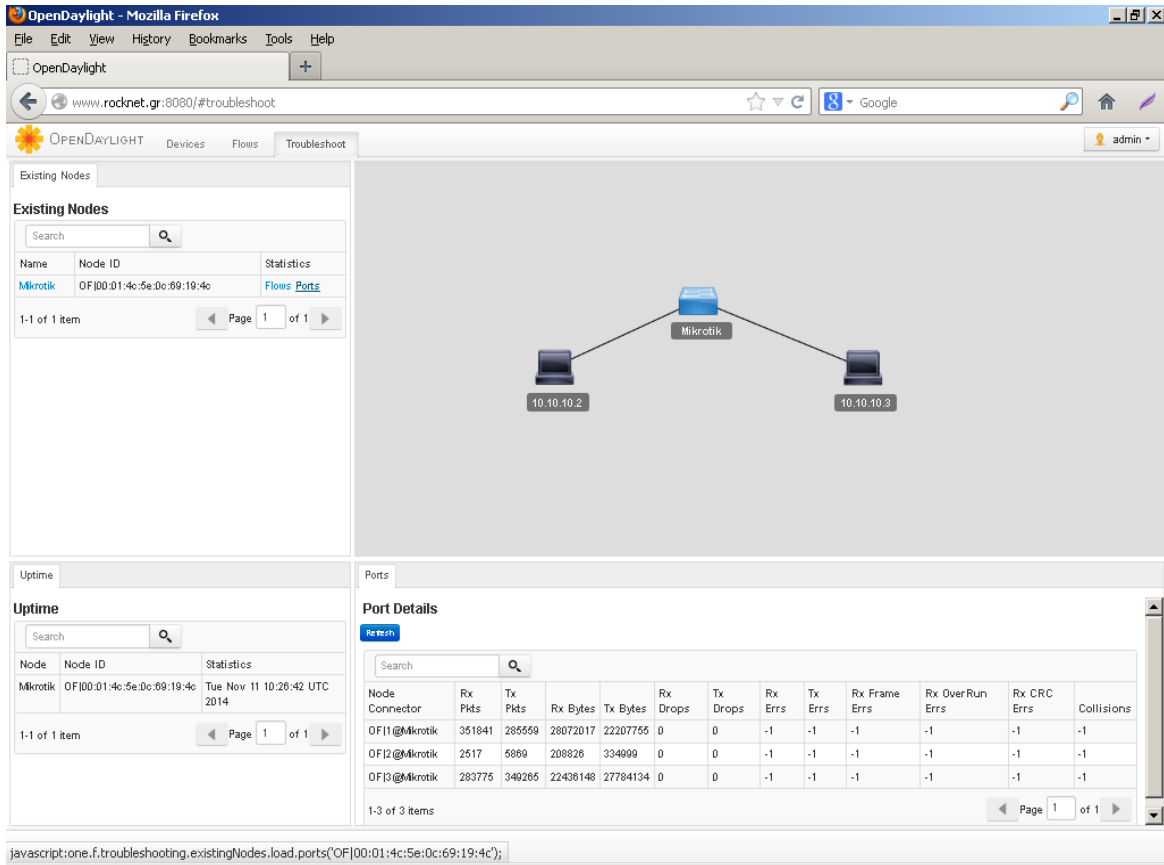 OpenDaylight - Mozilla Firefox
File Edit View History Bookmarks Tools Help
OpenDaylight +
www.rocknet.gr:8080/#troubleshoot 8 Google
OPENDAYLIGHT Devices Flows Troubleshoot admin
Existing Nodes
Existing Nodes
Search
Name Node ID Statistics
Mikrotik OF|00:01:4c:5e:0c:69:19:4c Flows Ports
1-1 of 1 item Page 1 of 1
Mikrotik
10.10.10.2
10.10.10.3
Uptime
Uptime
Search
Node Node ID Statistics
Mikrotik OF|00:01:4c:5e:0c:69:19:4c Tue Nov 11 10:26:42 UTC
2014
1-1 of 1 item Page 1 of 1
Ports
Port Details
Refresh
Search
Node Connector Rx Pkts Tx Pkts Rx Bytes Tx Bytes Rx Drops Tx Drops Rx Errs Tx Errs Rx Frame Errs Rx OverRun Errs Rx CRC Errs Collisions
OF|1@Mikrotik 351841 285559 28072017 22207755 0 0 -1 -1 -1 -1 -1 -1
OF|2@Mikrotik 2517 5869 208826 334999 0 0 -1 -1 -1 -1 -1 -1
OF|3@Mikrotik 283775 349265 22436148 27784134 0 0 -1 -1 -1 -1 -1 -1
1-3 of 3 items Page 1 of 1
javascript:one.f.troubleshooting.existingNodes.load.ports('OF|00:01:4c:5e:0c:69:19:4c');